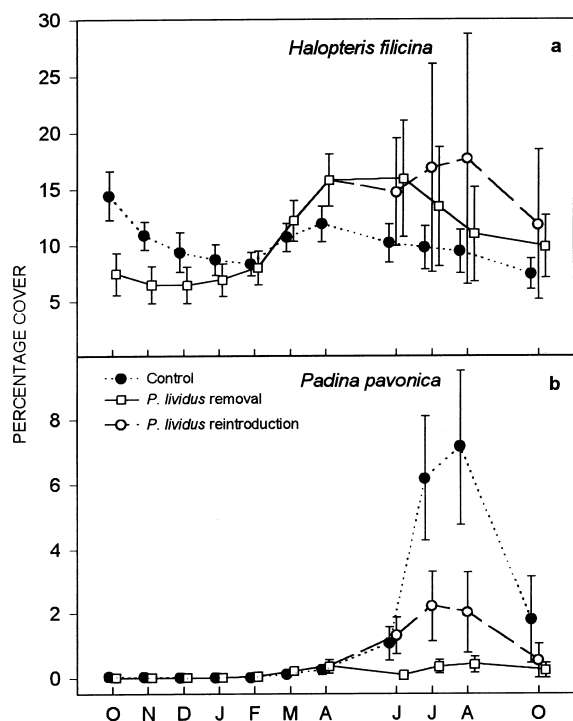 30
Halopteris filicina a
25
20
15
10
5
PERCENTAGE COVER
Control Padina pavonica b
P. lividus removal
P. lividus reintroduction
8
6
4
2
0
O N D J F M A J J A O